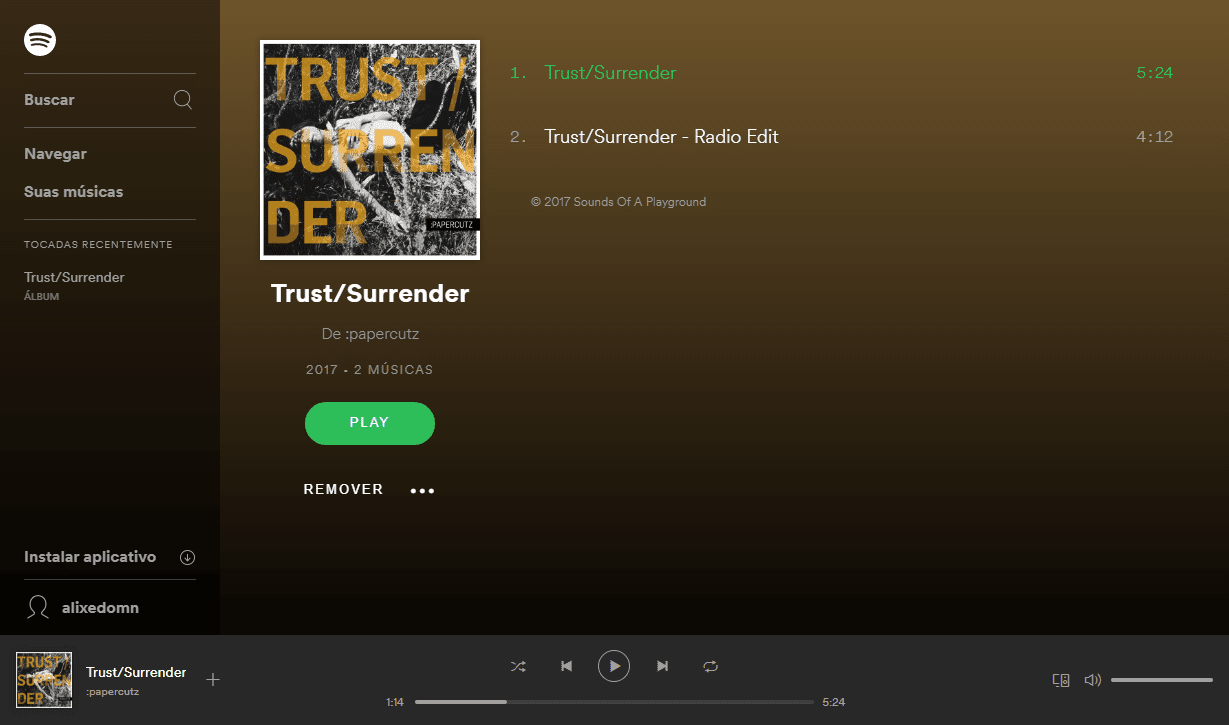 Buscar
Navegar
Suas músicas
TOCADAS RECENTEMENTE
Trust/Surrender
ÁLBUM
Instalar aplicativo
alixedomn
TRUST/
SURREN
DER
:PAPERCUTZ
Trust/Surrender
De :papercutz
2017 • 2 MÚSICAS
PLAY
REMOVER
1. Trust/Surrender 5:24
2. Trust/Surrender - Radio Edit 4:12
© 2017 Sounds Of A Playground
TRUST/
SURREN
DER
Trust/Surrender
:papercutz
1:14
5:24